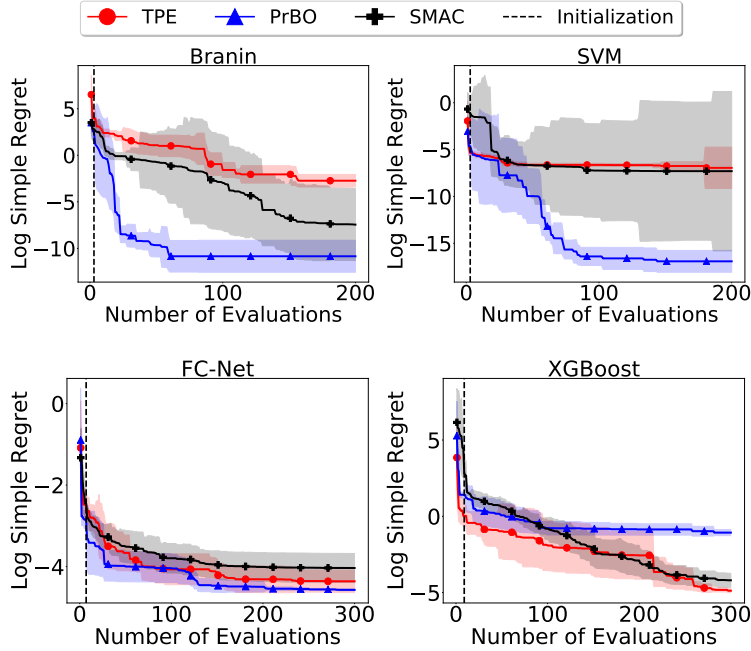 TPE PrBO SMAC Initialization
Branin
SVM
Log Simple Regret
5
0
−5
−10
0 100 200
Number of Evaluations
Log Simple Regret
0
−5
−10
−15
0 100 200
Number of Evaluations
FC-Net
XGBoost
Log Simple Regret
0
−2
−4
0 100 200 300
Number of Evaluations
Log Simple Regret
5
0
−5
0 100 200 300
Number of Evaluations